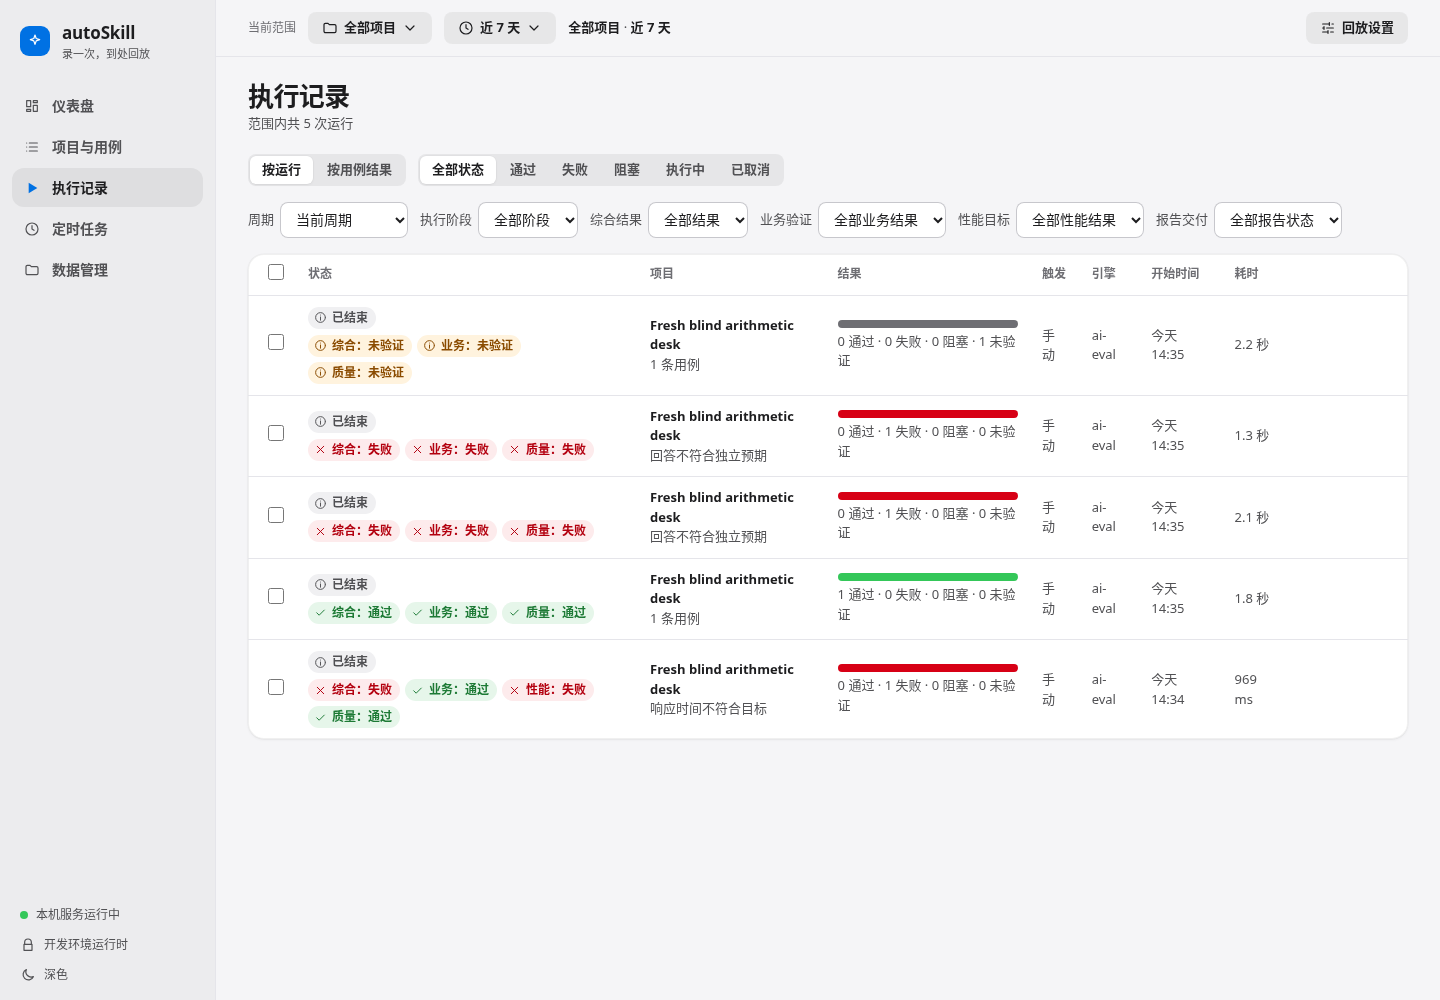 autoSkill
录一次，到处回放
仪表盘
项目与用例
执行记录
定时任务
数据管理
本机服务运行中
开发环境运行时
深色
当前范围 全部项目 近 7 天 全部项目 · 近 7 天 回放设置
执行记录
范围内共 5 次运行
按运行 按用例结果 全部状态 通过 失败 阻塞 执行中 已取消
周期 当前周期 执行阶段 全部阶段 综合结果 全部结果 业务验证 全部业务结果 性能目标 全部性能结果 报告交付 全部报告状态
状态 项目 结果 触发 引擎 开始时间 耗时
已结束
综合：未验证 业务：未验证
质量：未验证
Fresh blind arithmetic
desk
1 条用例
0 通过 · 0 失败 · 0 阻塞 · 1 未验
证
手
动
ai-
eval
今天
14:35
2.2 秒
已结束
综合：失败 业务：失败 质量：失败
Fresh blind arithmetic
desk
回答不符合独立预期
0 通过 · 1 失败 · 0 阻塞 · 0 未验
证
手
动
ai-
eval
今天
14:35
1.3 秒
已结束
综合：失败 业务：失败 质量：失败
Fresh blind arithmetic
desk
回答不符合独立预期
0 通过 · 1 失败 · 0 阻塞 · 0 未验
证
手
动
ai-
eval
今天
14:35
2.1 秒
已结束
综合：通过 业务：通过 质量：通过
Fresh blind arithmetic
desk
1 条用例
1 通过 · 0 失败 · 0 阻塞 · 0 未验
证
手
动
ai-
eval
今天
14:35
1.8 秒
已结束
综合：失败 业务：通过 性能：失败
质量：通过
Fresh blind arithmetic
desk
响应时间不符合目标
0 通过 · 1 失败 · 0 阻塞 · 0 未验
证
手
动
ai-
eval
今天
14:34
969
ms